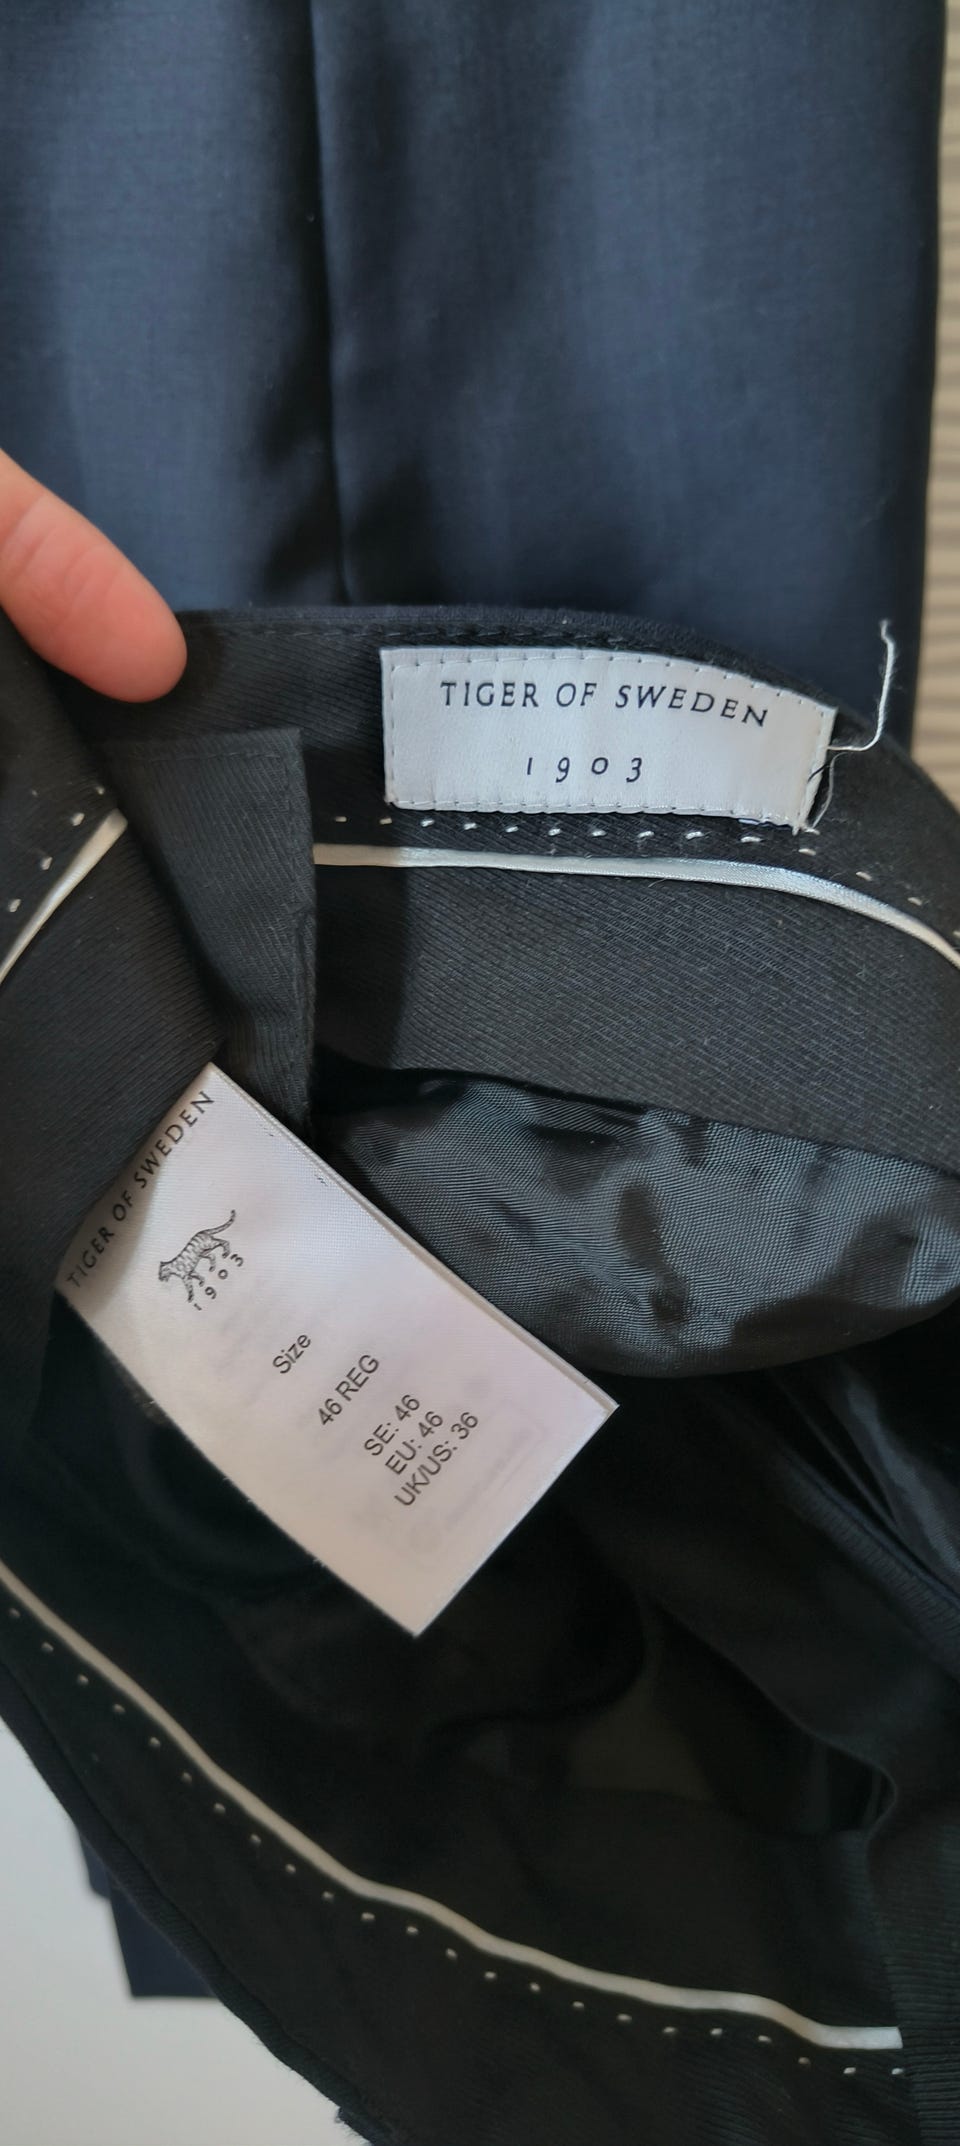 TIGER OF SWEDEN
1903
TIGER OF SWEDEN
1903
Size
46 REG
SE: 46
EU: 46
UK/US: 36